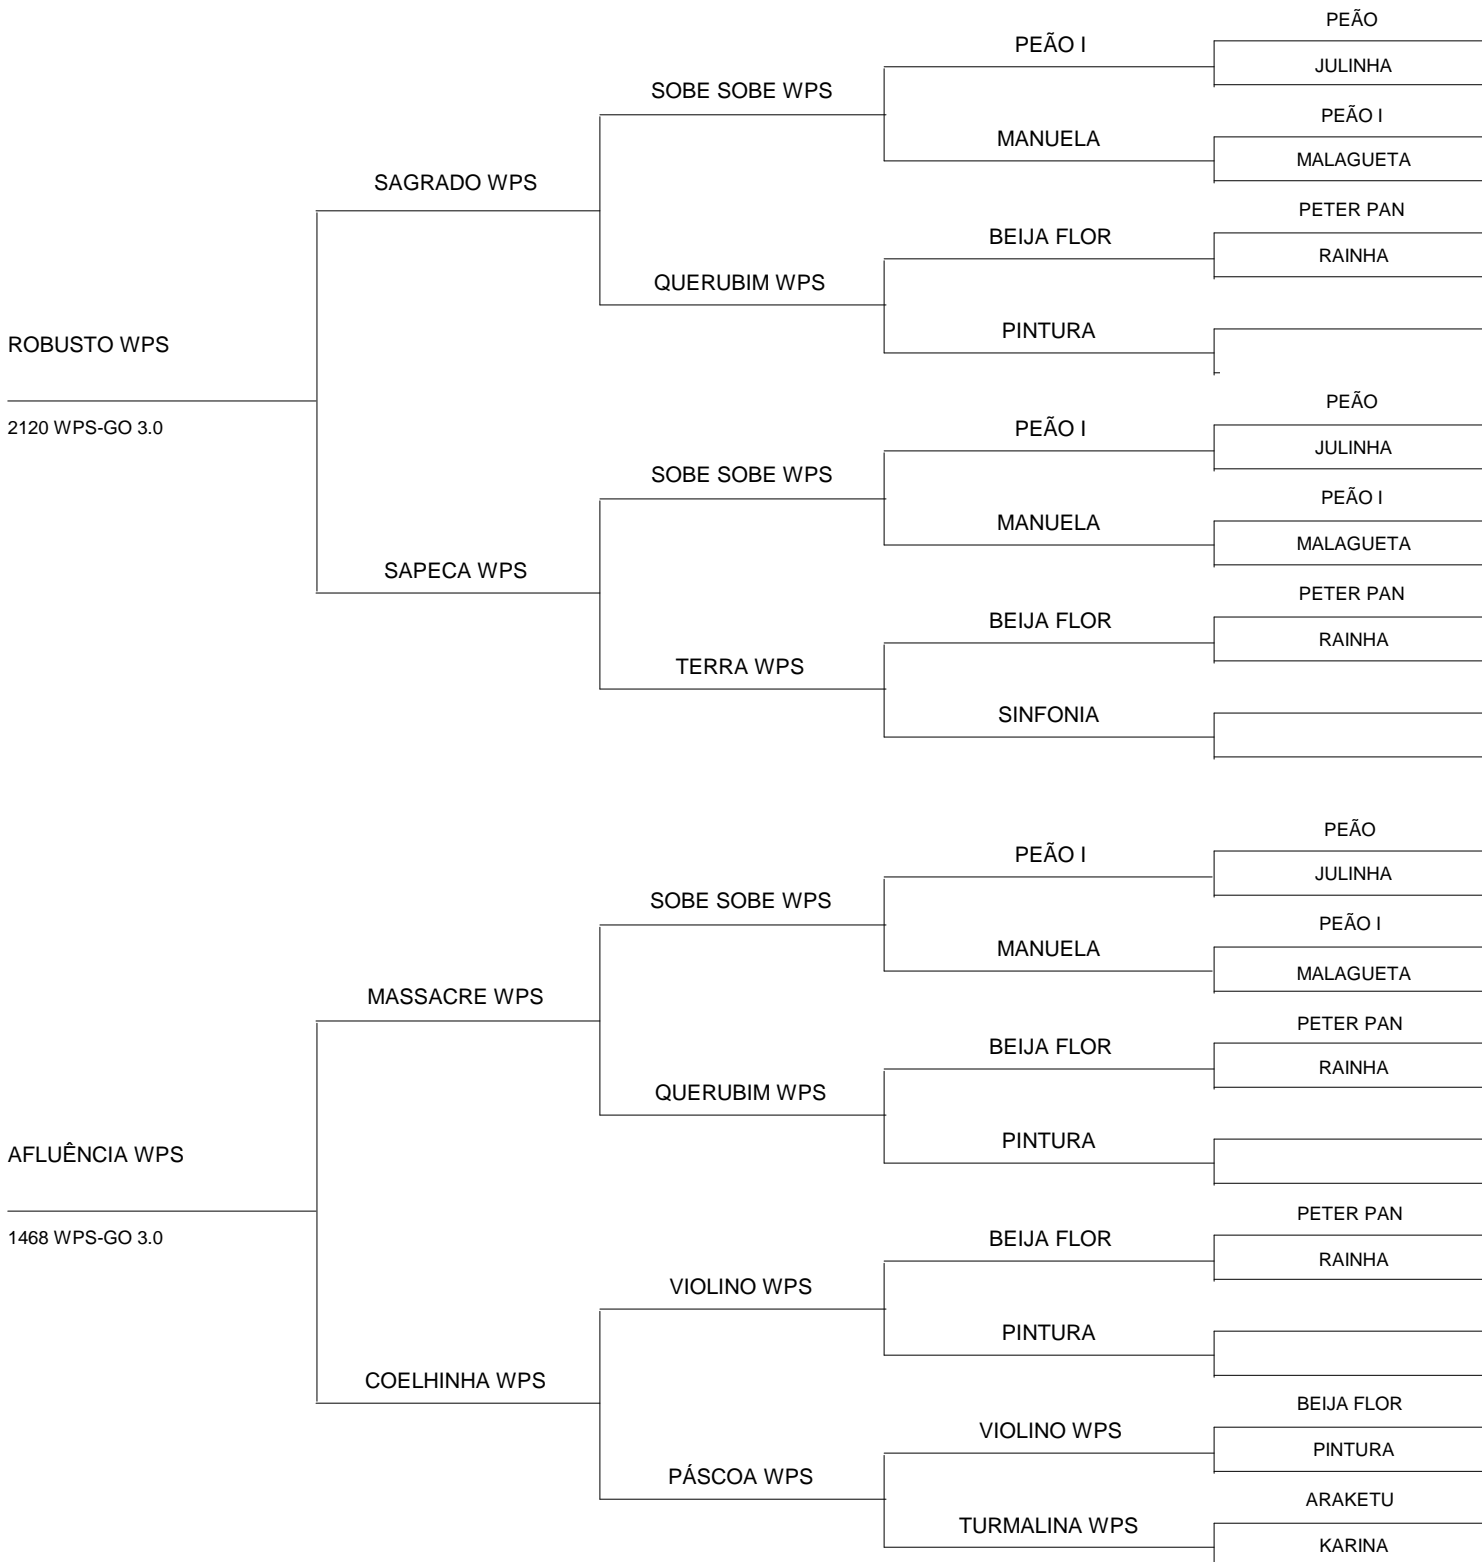 PEÃO
PEÃO I
JULINHA
SOBE SOBE WPS
PEÃO I
MANUELA
MALAGUETA
SAGRADO WPS
PETER PAN
BEIJA FLOR
RAINHA
QUERUBIM WPS
PINTURA
ROBUSTO WPS
2120 WPS-GO 3.0
PEÃO
PEÃO I
JULINHA
SOBE SOBE WPS
PEÃO I
MANUELA
MALAGUETA
SAPECA WPS
PETER PAN
BEIJA FLOR
RAINHA
TERRA WPS
SINFONIA
PEÃO
PEÃO I
JULINHA
SOBE SOBE WPS
PEÃO I
MANUELA
MALAGUETA
MASSACRE WPS
PETER PAN
BEIJA FLOR
RAINHA
QUERUBIM WPS
PINTURA
AFLUÊNCIA WPS
1468 WPS-GO 3.0
PETER PAN
BEIJA FLOR
RAINHA
VIOLINO WPS
PINTURA
COELHINHA WPS
BEIJA FLOR
VIOLINO WPS
PINTURA
PÁSCOA WPS
ARAKETU
TURMALINA WPS
KARINA